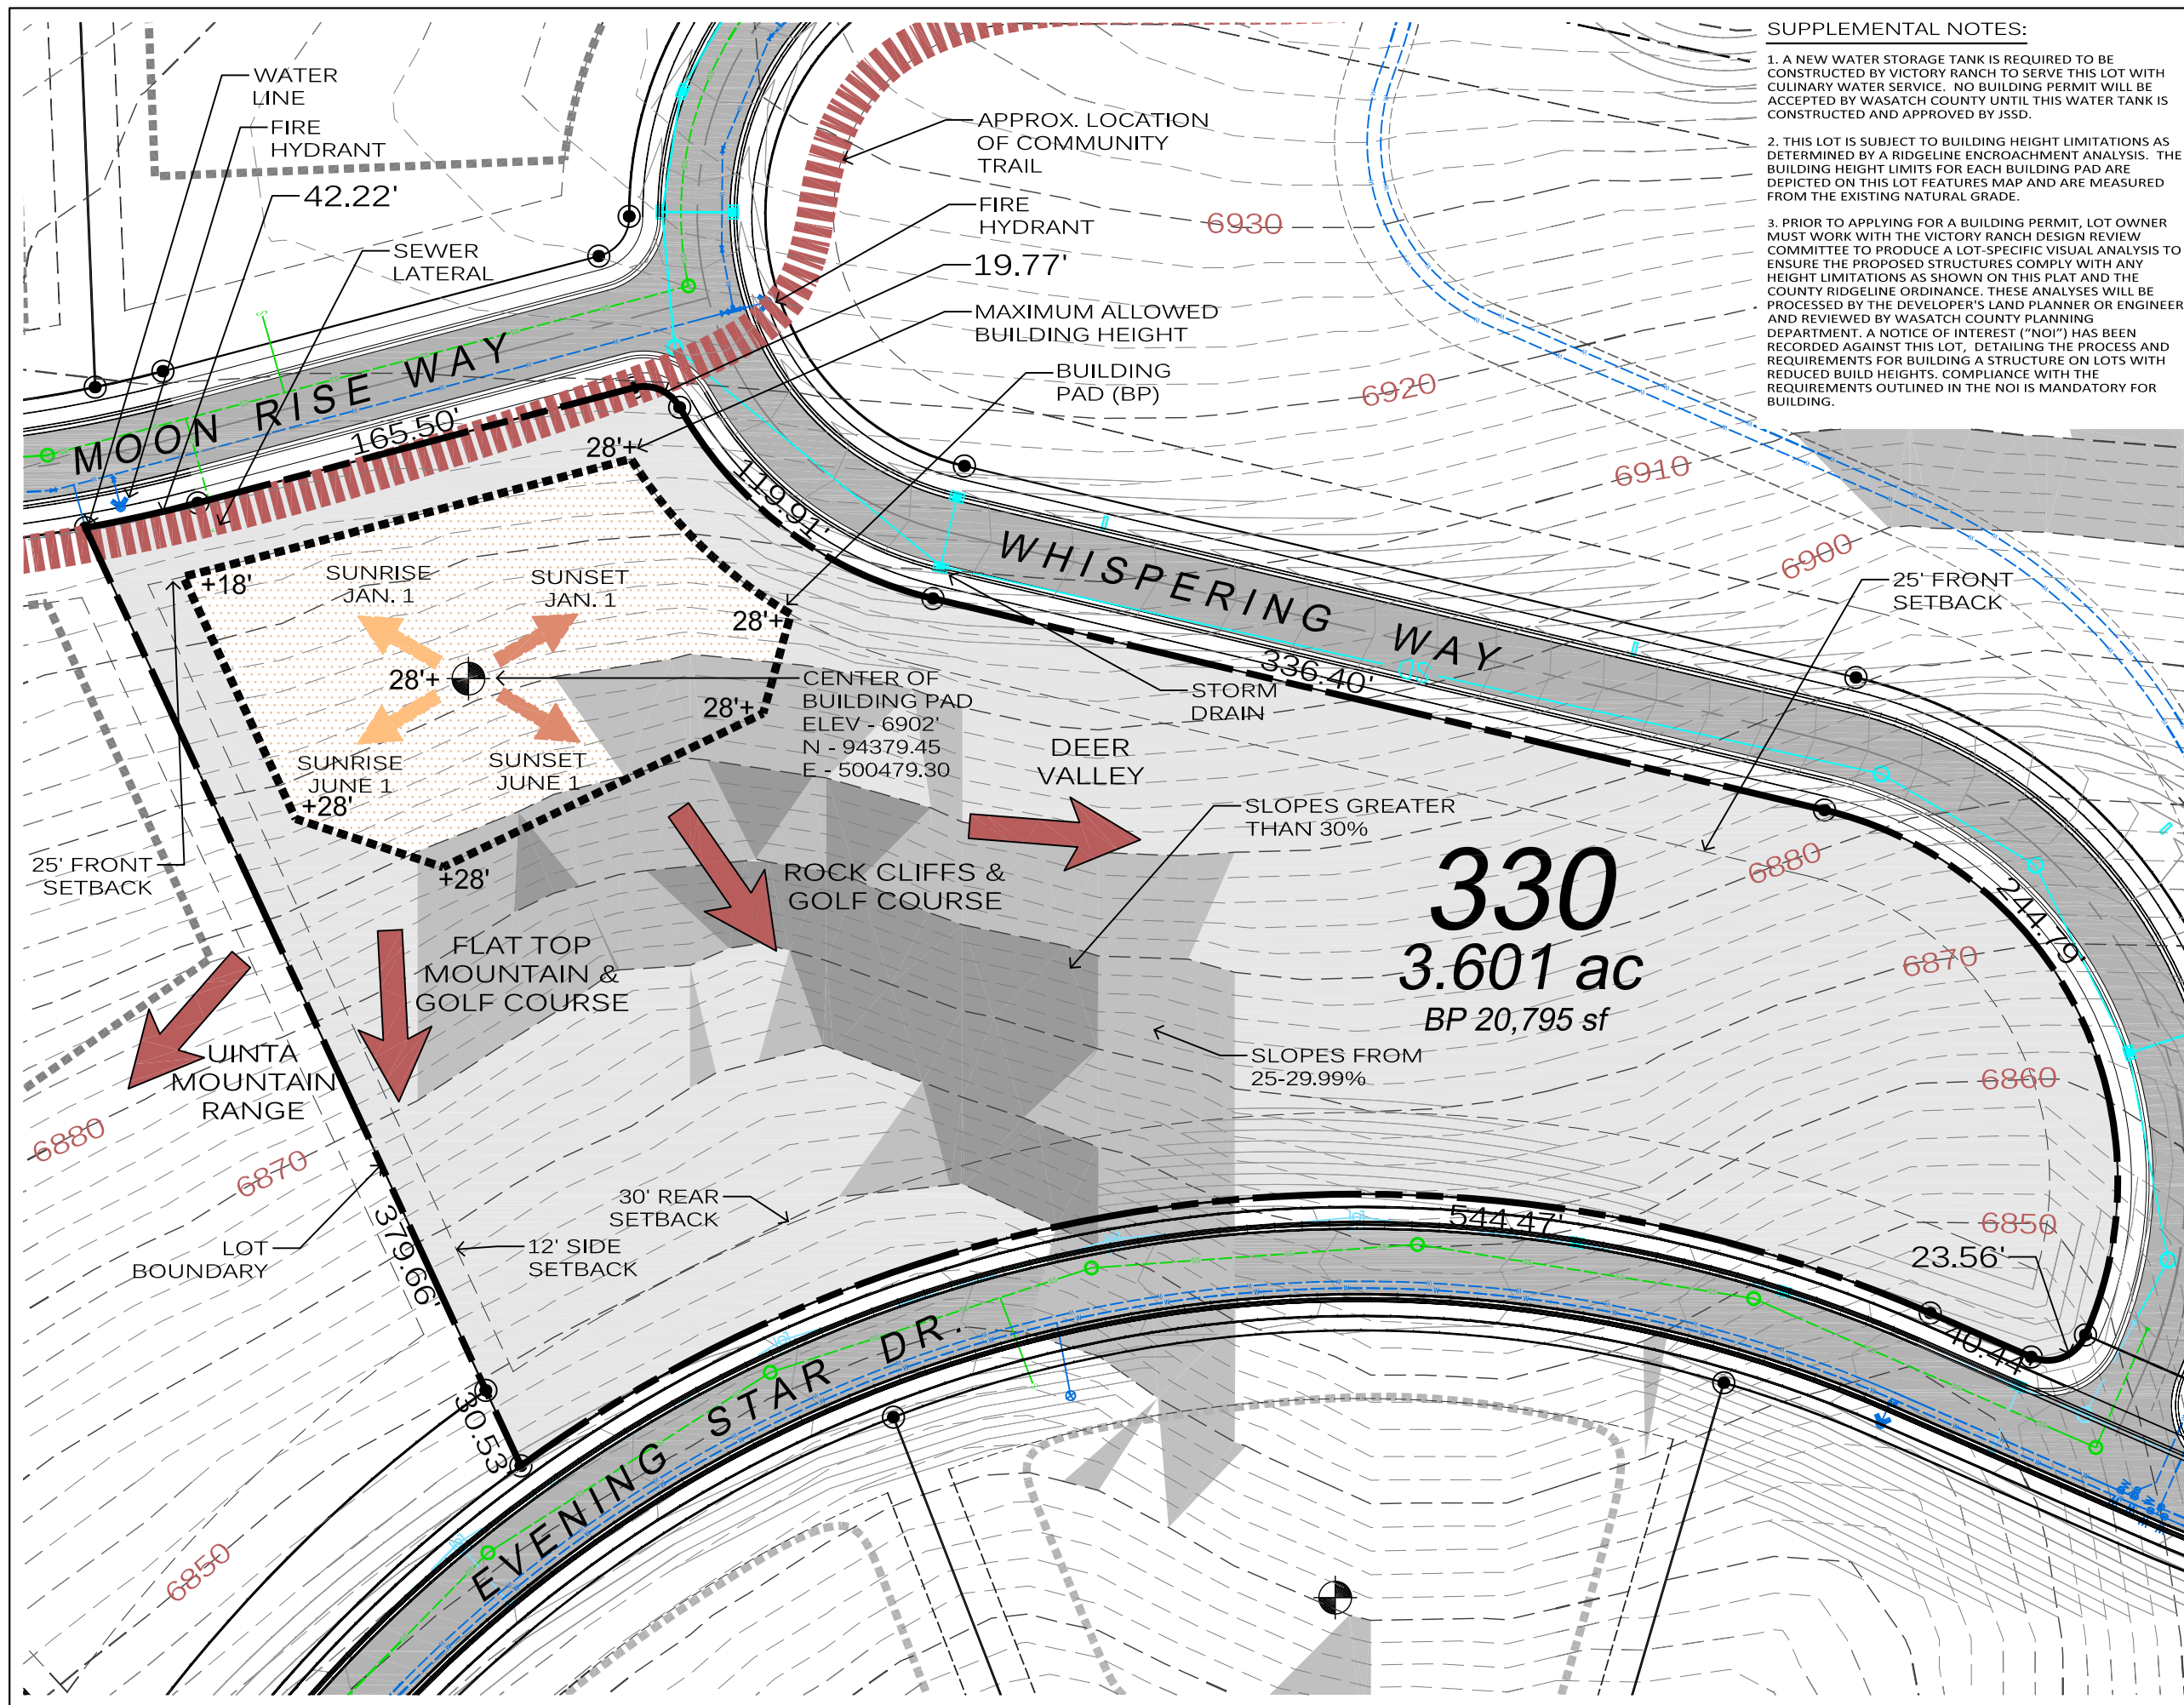 SUPPLEMENTAL NOTES:
1. A NEW WATER STORAGE TANK IS REQUIRED TO BE
CONSTRUCTED BY VICTORY RANCH TO SERVE THIS LOT WITH
CULINARY WATER SERVICE. NO BUILDING PERMIT WILL BE
ACCEPTED BY WASATCH COUNTY UNTIL THIS WATER TANK IS
CONSTRUCTED AND APPROVED BY JSSD.
2. THIS LOT IS SUBJECT TO BUILDING HEIGHT LIMITATIONS AS
DETERMINED BY A RIDGELINE ENCROACHMENT ANALYSIS. THE
BUILDING HEIGHT LIMITS FOR EACH BUILDING PAD ARE
DEPICTED ON THIS LOT FEATURES MAP AND ARE MEASURED
FROM THE EXISTING NATURAL GRADE.
3. PRIOR TO APPLYING FOR A BUILDING PERMIT, LOT OWNER
MUST WORK WITH THE VICTORY RANCH DESIGN REVIEW
COMMITTEE TO PRODUCE A LOT-SPECIFIC VISUAL ANALYSIS TO
ENSURE THE PROPOSED STRUCTURES COMPLY WITH ANY
HEIGHT LIMITATIONS AS SHOWN ON THIS PLAT AND THE
COUNTY RIDGELINE ORDINANCE. THESE ANALYSES WILL BE
PROCESSED BY THE DEVELOPER'S LAND PLANNER OR ENGINEER
AND REVIEWED BY WASATCH COUNTY PLANNING
DEPARTMENT. A NOTICE OF INTEREST (“NOI”) HAS BEEN
RECORDED AGAINST THIS LOT, DETAILING THE PROCESS AND
REQUIREMENTS FOR BUILDING A STRUCTURE ON LOTS WITH
REDUCED BUILD HEIGHTS. COMPLIANCE WITH THE
REQUIREMENTS OUTLINED IN THE NOI IS MANDATORY FOR
BUILDING.
WATER
LINE
FIRE
HYDRANT
42.22'
SEWER
LATERAL
APPROX. LOCATION
OF COMMUNITY
TRAIL
FIRE
HYDRANT
19.77'
MAXIMUM ALLOWED
BUILDING HEIGHT
BUILDING
PAD (BP)
6930
6920
6910
6900
MOON RISE WAY
165.50'
28'+
119.91'
WHISPERING WAY
336.40'
SD
25' FRONT
SETBACK
+18'
SUNRISE
JAN. 1
SUNSET
JAN. 1
28'+
28'+
28'+
CENTER OF
BUILDING PAD
ELEV - 6902'
N - 94379.45
E - 500479.30
STORM
DRAIN
SUNRISE
JUNE 1
SUNSET
JUNE 1
+28'
+28'
25' FRONT
SETBACK
DEER
VALLEY
SLOPES GREATER
THAN 30%
ROCK CLIFFS &
GOLF COURSE
330
3.601 ac
BP 20,795 sf
6880
244.79'
6870
6860
6850
FLAT TOP
MOUNTAIN &
GOLF COURSE
UINTA
MOUNTAIN
RANGE
SLOPES FROM
25-29.99%
6880
6870
LOT
BOUNDARY
379.66'
30' REAR
SETBACK
12' SIDE
SETBACK
544.47'
23.56'
40.44'
30.53'
EVENING STAR DR.
6850